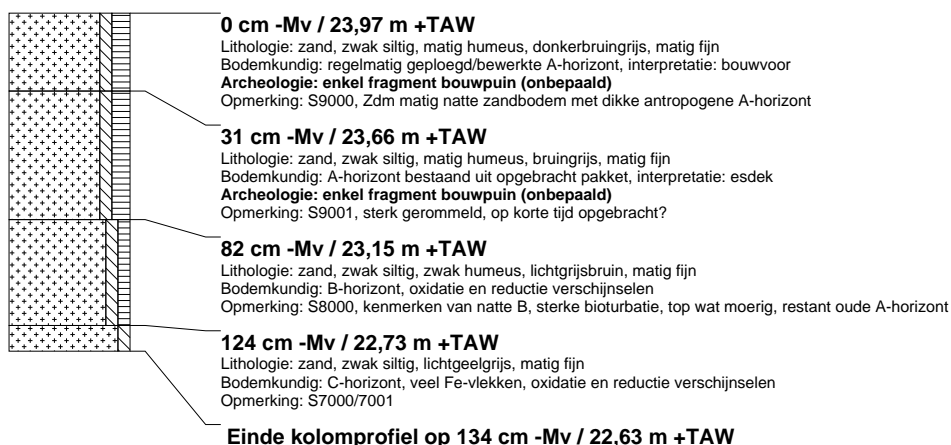 0 cm -Mv / 23,97 m +TAW
Lithologie: zand, zwak siltig, matig humeus, donkerbruingrijs, matig fijn
Bodemkundig: regelmatig geploegd/bewerkte A-horizont, interpretatie: bouwvoor
Archeologie: enkel fragment bouwpuin (onbepaald)
Opmerking: S9000, Zdm matig natte zandbodem met dikke antropogene A-horizont
31 cm -Mv / 23,66 m +TAW
Lithologie: zand, zwak siltig, matig humeus, bruingrijs, matig fijn
Bodemkundig: A-horizont bestaand uit opgebracht pakket, interpretatie: esdek
Archeologie: enkel fragment bouwpuin (onbepaald)
Opmerking: S9001, sterk gerommeld, op korte tijd opgebracht?
82 cm -Mv / 23,15 m +TAW
Lithologie: zand, zwak siltig, zwak humeus, lichtgrijsbruin, matig fijn
Bodemkundig: B-horizont, oxidatie en reductie verschijnselen
Opmerking: S8000, kenmerken van natte B, sterke bioturbatie, top wat moerig, restant oude A-horizont
124 cm -Mv / 22,73 m +TAW
Lithologie: zand, zwak siltig, lichtgeelgrijs, matig fijn
Bodemkundig: C-horizont, veel Fe-vlekken, oxidatie en reductie verschijnselen
Opmerking: S7000/7001
Einde kolomprofiel op 134 cm -Mv / 22,63 m +TAW